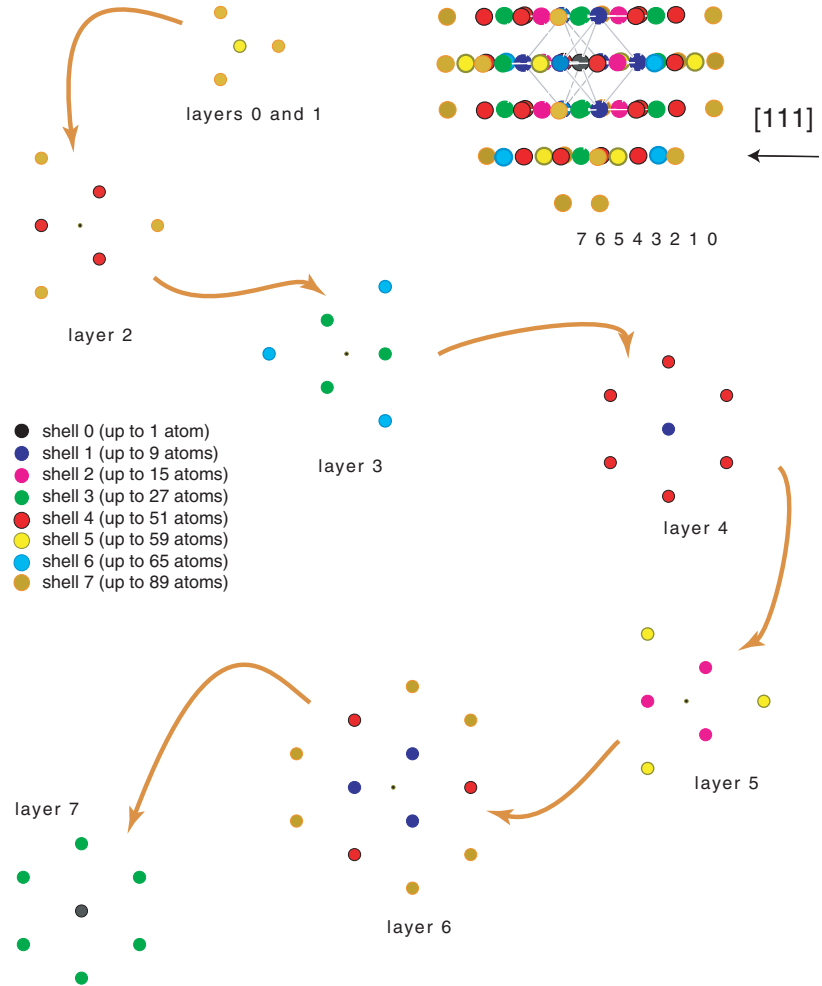 layers 0 and 1
[111]
7 6 5 4 3 2 1 0
layer 2
layer 3
shell 0 (up to 1 atom)
shell 1 (up to 9 atoms)
shell 2 (up to 15 atoms)
shell 3 (up to 27 atoms)
shell 4 (up to 51 atoms)
shell 5 (up to 59 atoms)
shell 6 (up to 65 atoms)
shell 7 (up to 89 atoms)
layer 4
layer 5
layer 7
layer 6